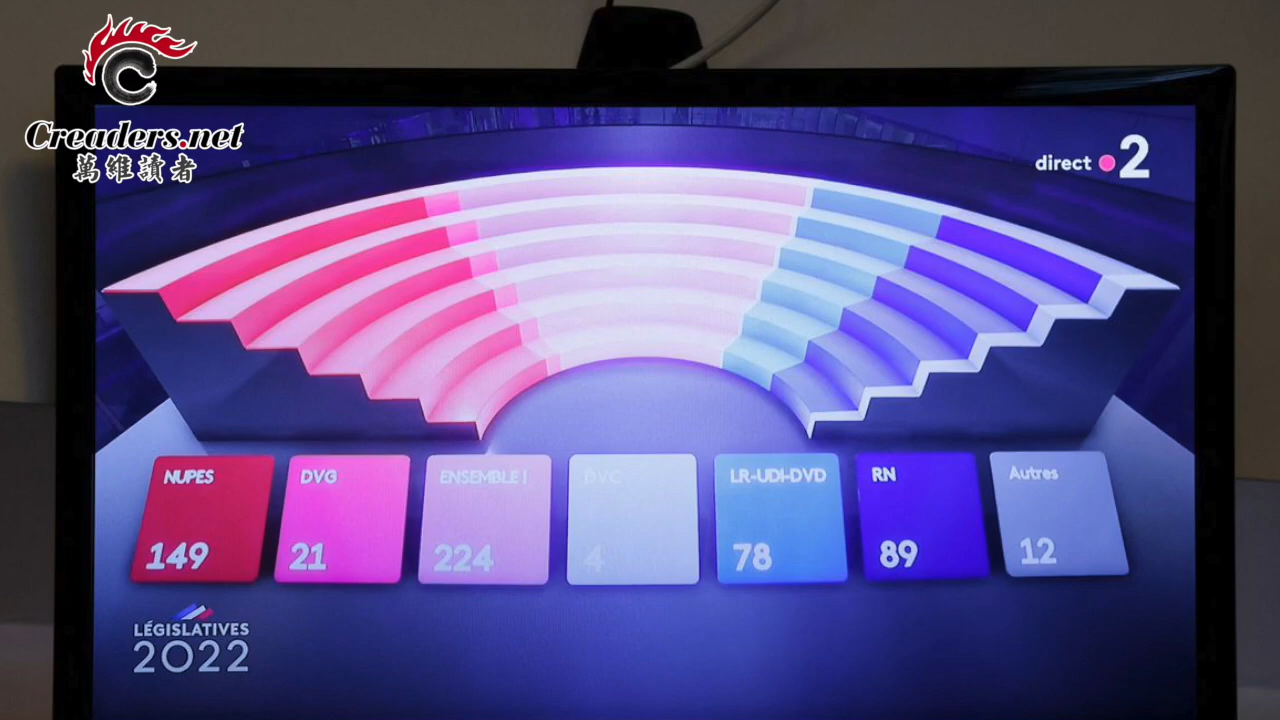 Creaders.net
萬維讀者
direct 2
NUPES
149
DVG
21
ENSEMBLE !
224
DVC
4
LR-UDI-DVD
78
RN
89
Autres
12
LÉGISLATIVES
2022